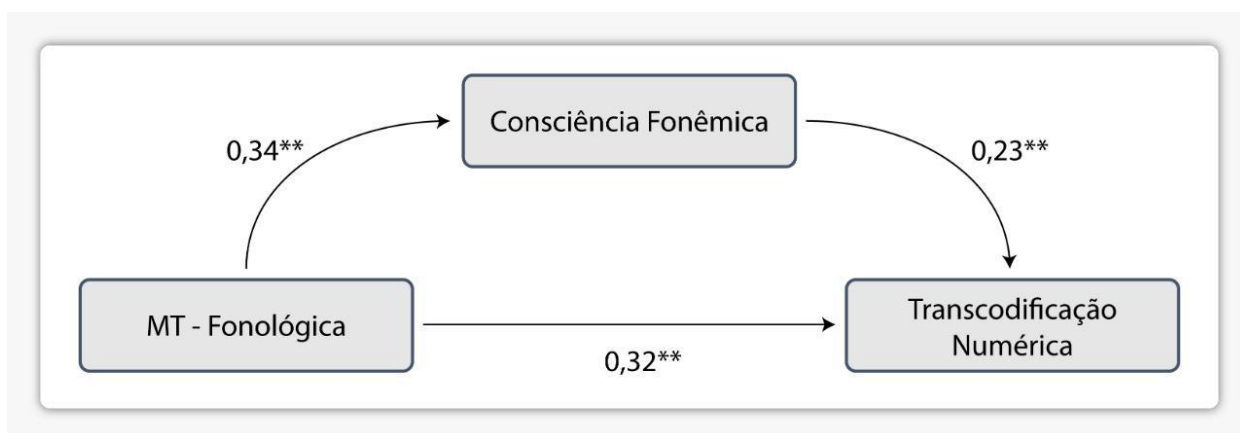 Consciência Fonêmica
0,34**
0,23**
MT - Fonológica
Transcodificação
Numérica
0,32**